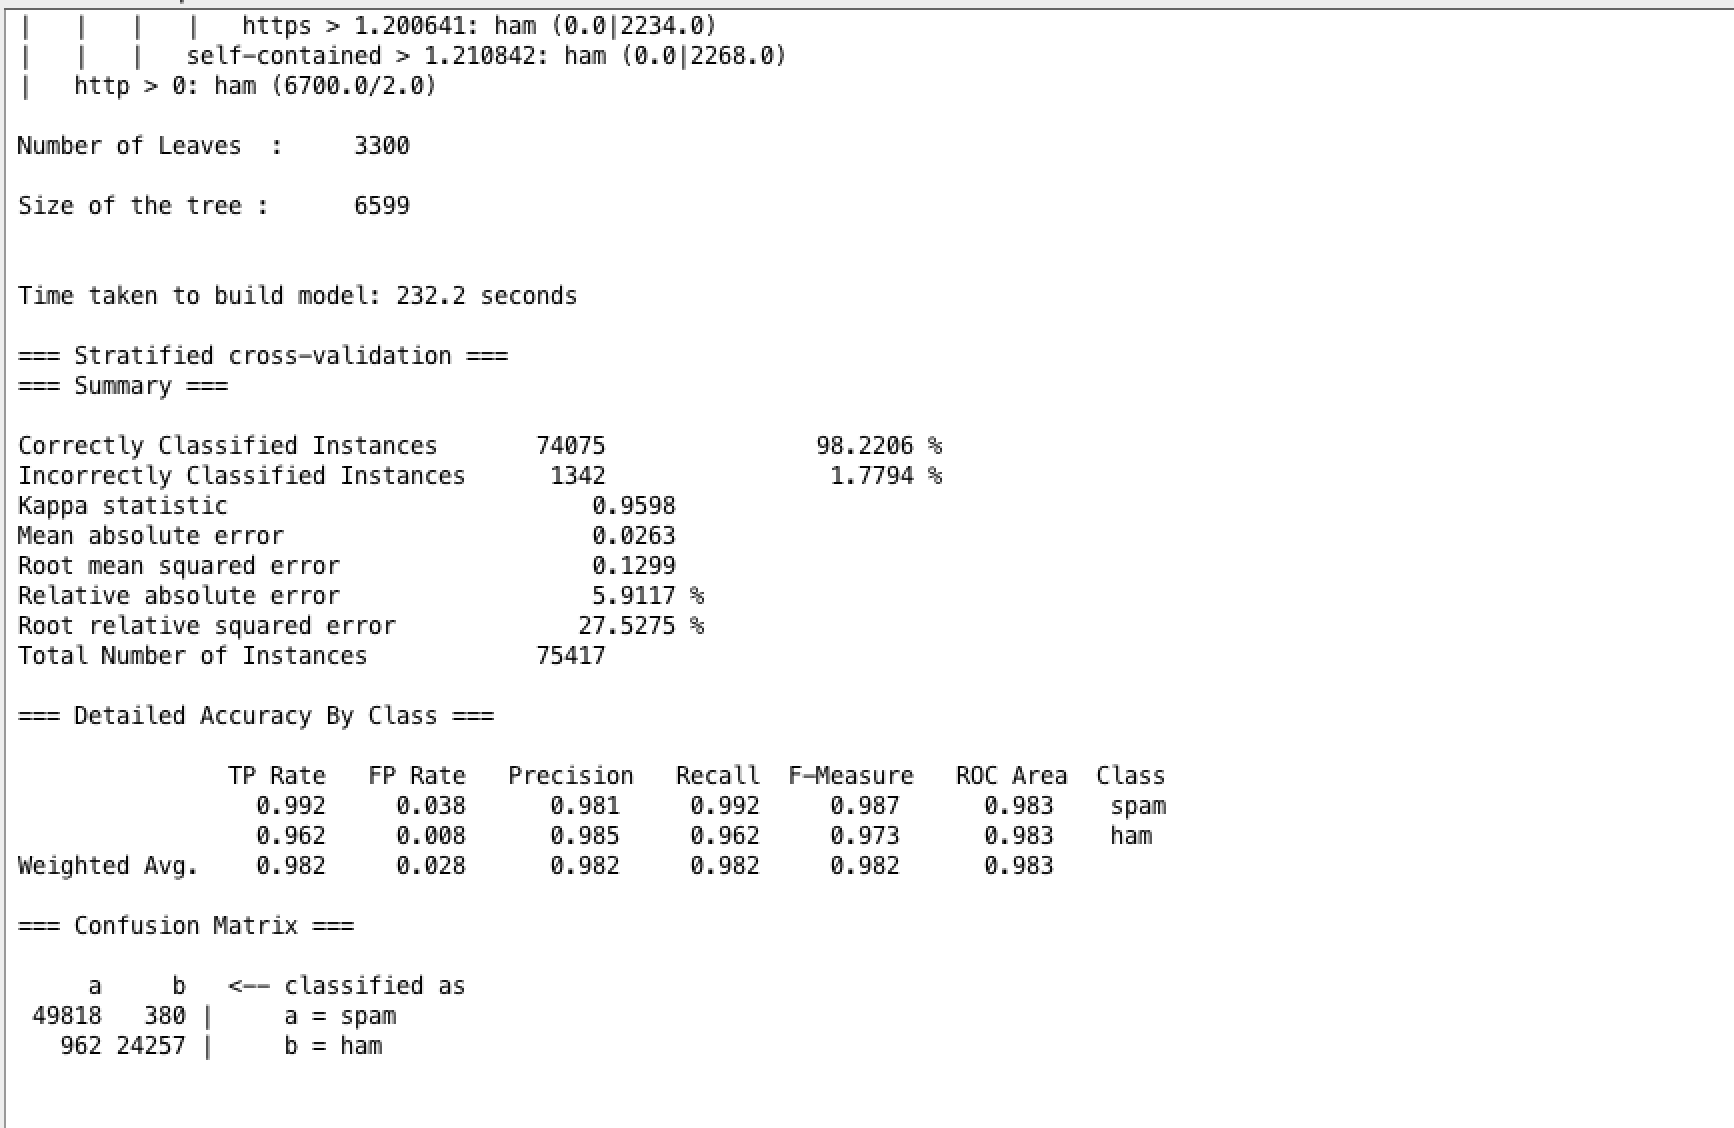 |   |   |   |   https > 1.200641: ham (0.0|2234.0)
|   |   |   self-contained > 1.210842: ham (0.0|2268.0)
|   http > 0: ham (6700.0/2.0)
Number of Leaves  :     3300
Size of the tree :      6599
Time taken to build model: 232.2 seconds
=== Stratified cross-validation ===
=== Summary ===
Correctly Classified Instances       74075               98.2206 %
Incorrectly Classified Instances      1342                1.7794 %
Kappa statistic                          0.9598
Mean absolute error                      0.0263
Root mean squared error                  0.1299
Relative absolute error                  5.9117 %
Root relative squared error             27.5275 %
Total Number of Instances            75417
=== Detailed Accuracy By Class ===
               TP Rate   FP Rate   Precision   Recall  F-Measure   ROC Area  Class
                 0.992     0.038      0.981     0.992     0.987      0.983    spam
                 0.962     0.008      0.985     0.962     0.973      0.983    ham
Weighted Avg.    0.982     0.028      0.982     0.982     0.982      0.983
=== Confusion Matrix ===
     a     b   <-- classified as
 49818   380 |     a = spam
   962 24257 |     b = ham